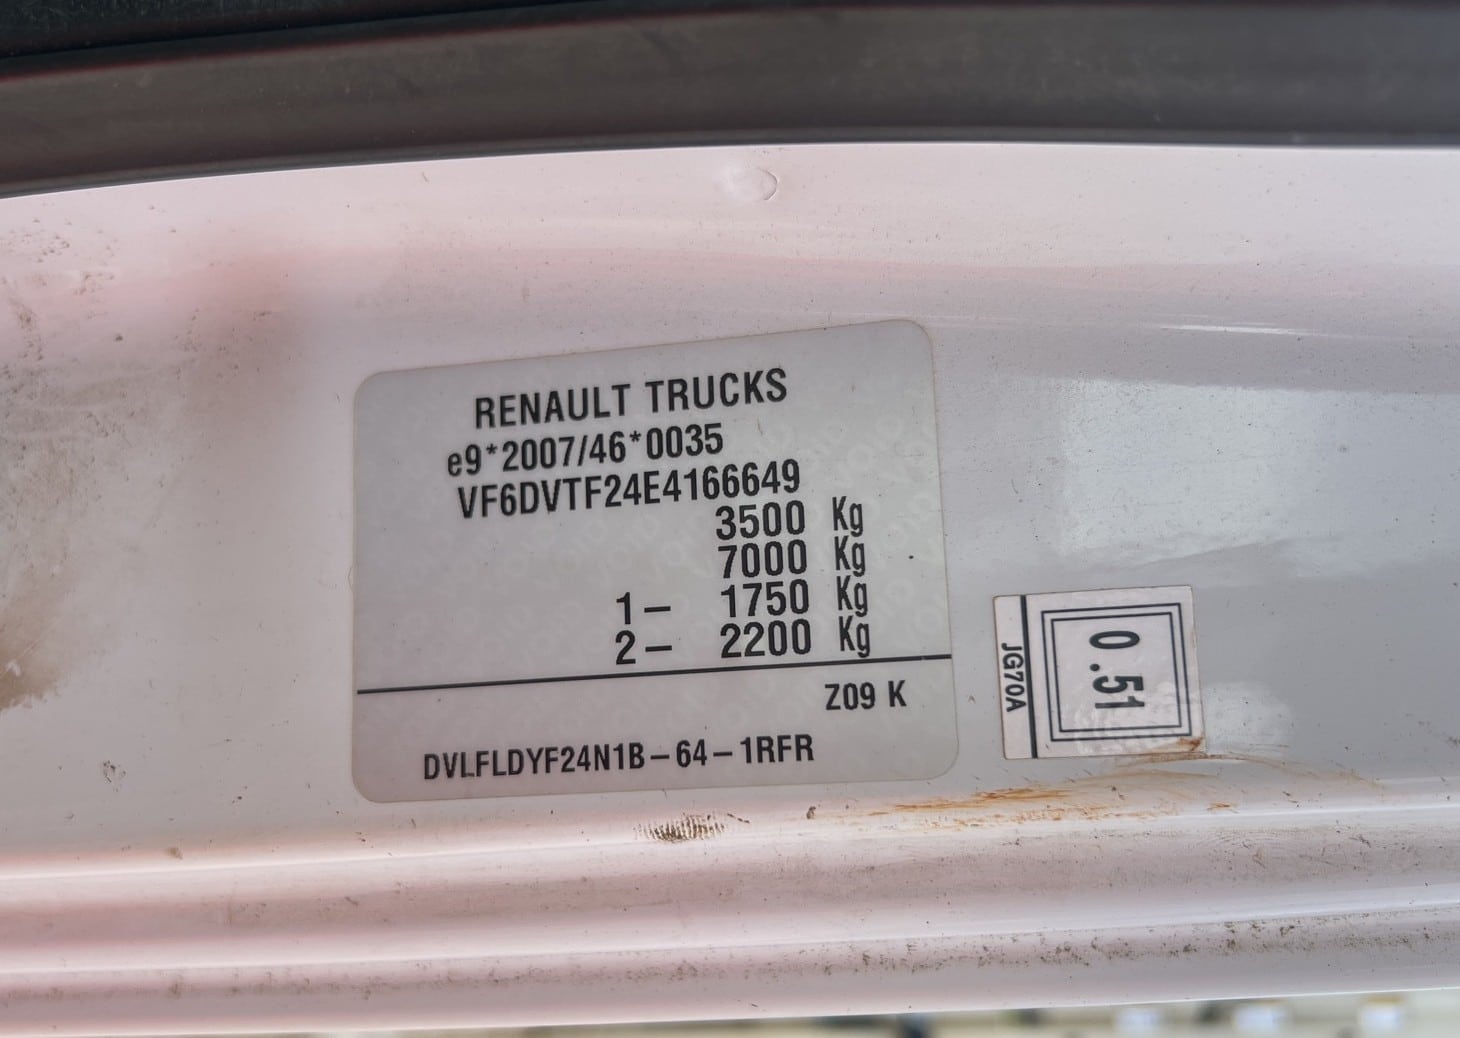 RENAULT TRUCKS
e9*2007/46*0035
VF6DVTF24E4166649
3500 Kg
7000 Kg
1– 1750 Kg
2– 2200 Kg
Z09 K
DVLFLDYF24N1B–64–1RFR
0.51
JG70A